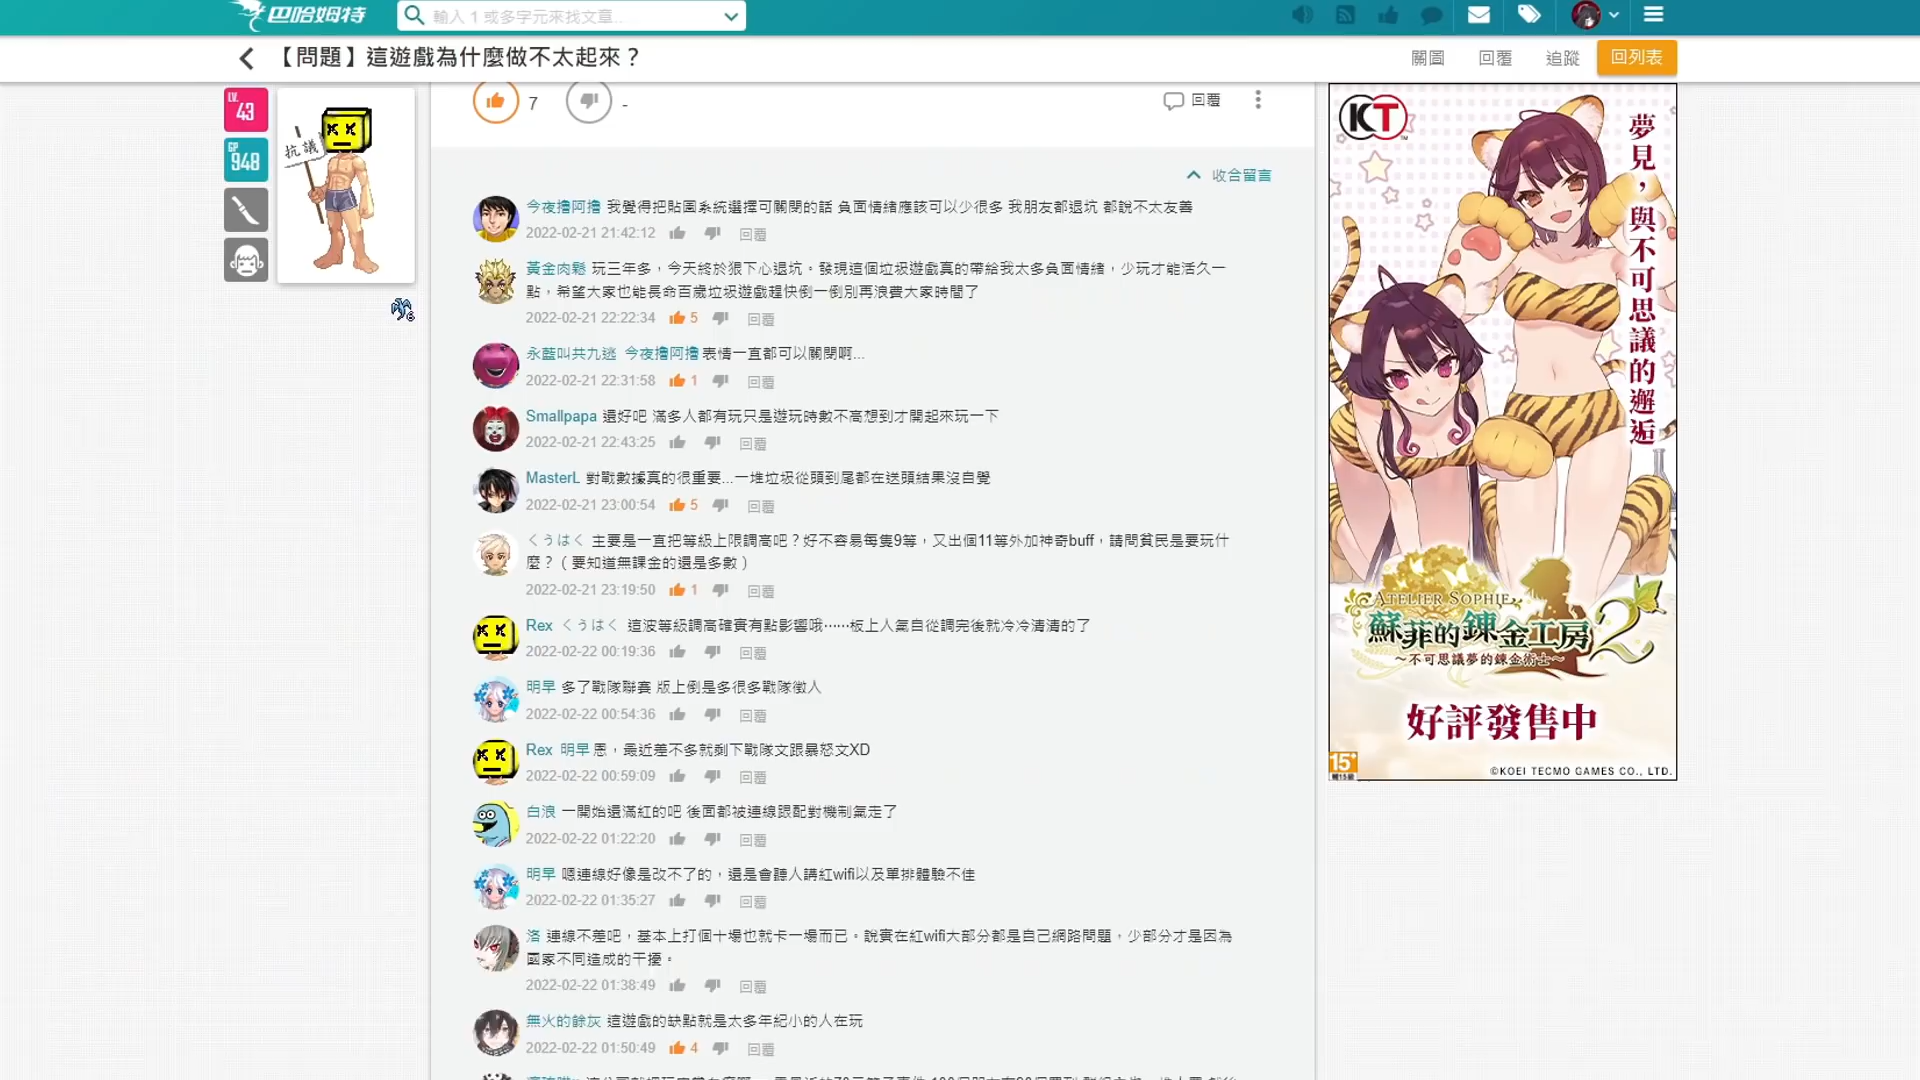 巴哈姆特
輸入 1 或多字元來找文章..
【問題】這遊戲為什麼做不太起來？
關圖
回覆
追蹤
回列表
LV.
43
GP
948
抗議
7
-
回覆
收合留言
今夜擼阿擼 我覺得把貼圖系統選擇可關閉的話 負面情緒應該可以少很多 我朋友都退坑 都說不太友善
2022-02-21 21:42:12 回覆
黃金肉鬆 玩三年多，今天終於狠下心退坑。發現這個垃圾遊戲真的帶給我太多負面情緒，少玩才能活久一
點，希望大家也能長命百歲垃圾遊戲趕快倒一倒別再浪費大家時間了
2022-02-21 22:22:34 5 回覆
永藍叫共九逃 今夜擼阿擼 表情一直都可以關閉啊...
2022-02-21 22:31:58 1 回覆
Smallpapa 還好吧 滿多人都有玩只是遊玩時數不高想到才開起來玩一下
2022-02-21 22:43:25 回覆
MasterL 對戰數據真的很重要...一堆垃圾從頭到尾都在送頭結果沒自覺
2022-02-21 23:00:54 5 回覆
くうはく 主要是一直把等級上限調高吧？好不容易每隻9等，又出個11等外加神奇buff，請問貧民是要玩什
麼？（要知道無課金的還是多數）
2022-02-21 23:19:50 1 回覆
Rex くうはく 這波等級調高確實有點影響哦⋯⋯板上人氣自從調完後就冷冷清清的了
2022-02-22 00:19:36 回覆
明早 多了戰隊聯賽 版上倒是多很多戰隊徵人
2022-02-22 00:54:36 回覆
Rex 明早 恩，最近差不多就剩下戰隊文跟暴怒文XD
2022-02-22 00:59:09 回覆
白浪 一開始還滿紅的吧 後面都被連線跟配對機制氣走了
2022-02-22 01:22:20 回覆
明早 嗯連線好像是改不了的，還是會聽人講紅wifi以及單排體驗不佳
2022-02-22 01:35:27 回覆
洛 連線不差吧，基本上打個十場也就卡一場而已。說實在紅wifi大部分都是自己網路問題，少部分才是因為
國家不同造成的干擾。
2022-02-22 01:38:49 回覆
無火的餘灰 這遊戲的缺點就是太多年紀小的人在玩
2022-02-22 01:50:49 4 回覆
KT
夢見，與不可思議的邂逅
ATELIER SOPHIE
蘇菲的鍊金工房2
～不可思議夢的鍊金術士～
好評發售中
15+
輔15級
©KOEI TECMO GAMES CO., LTD.